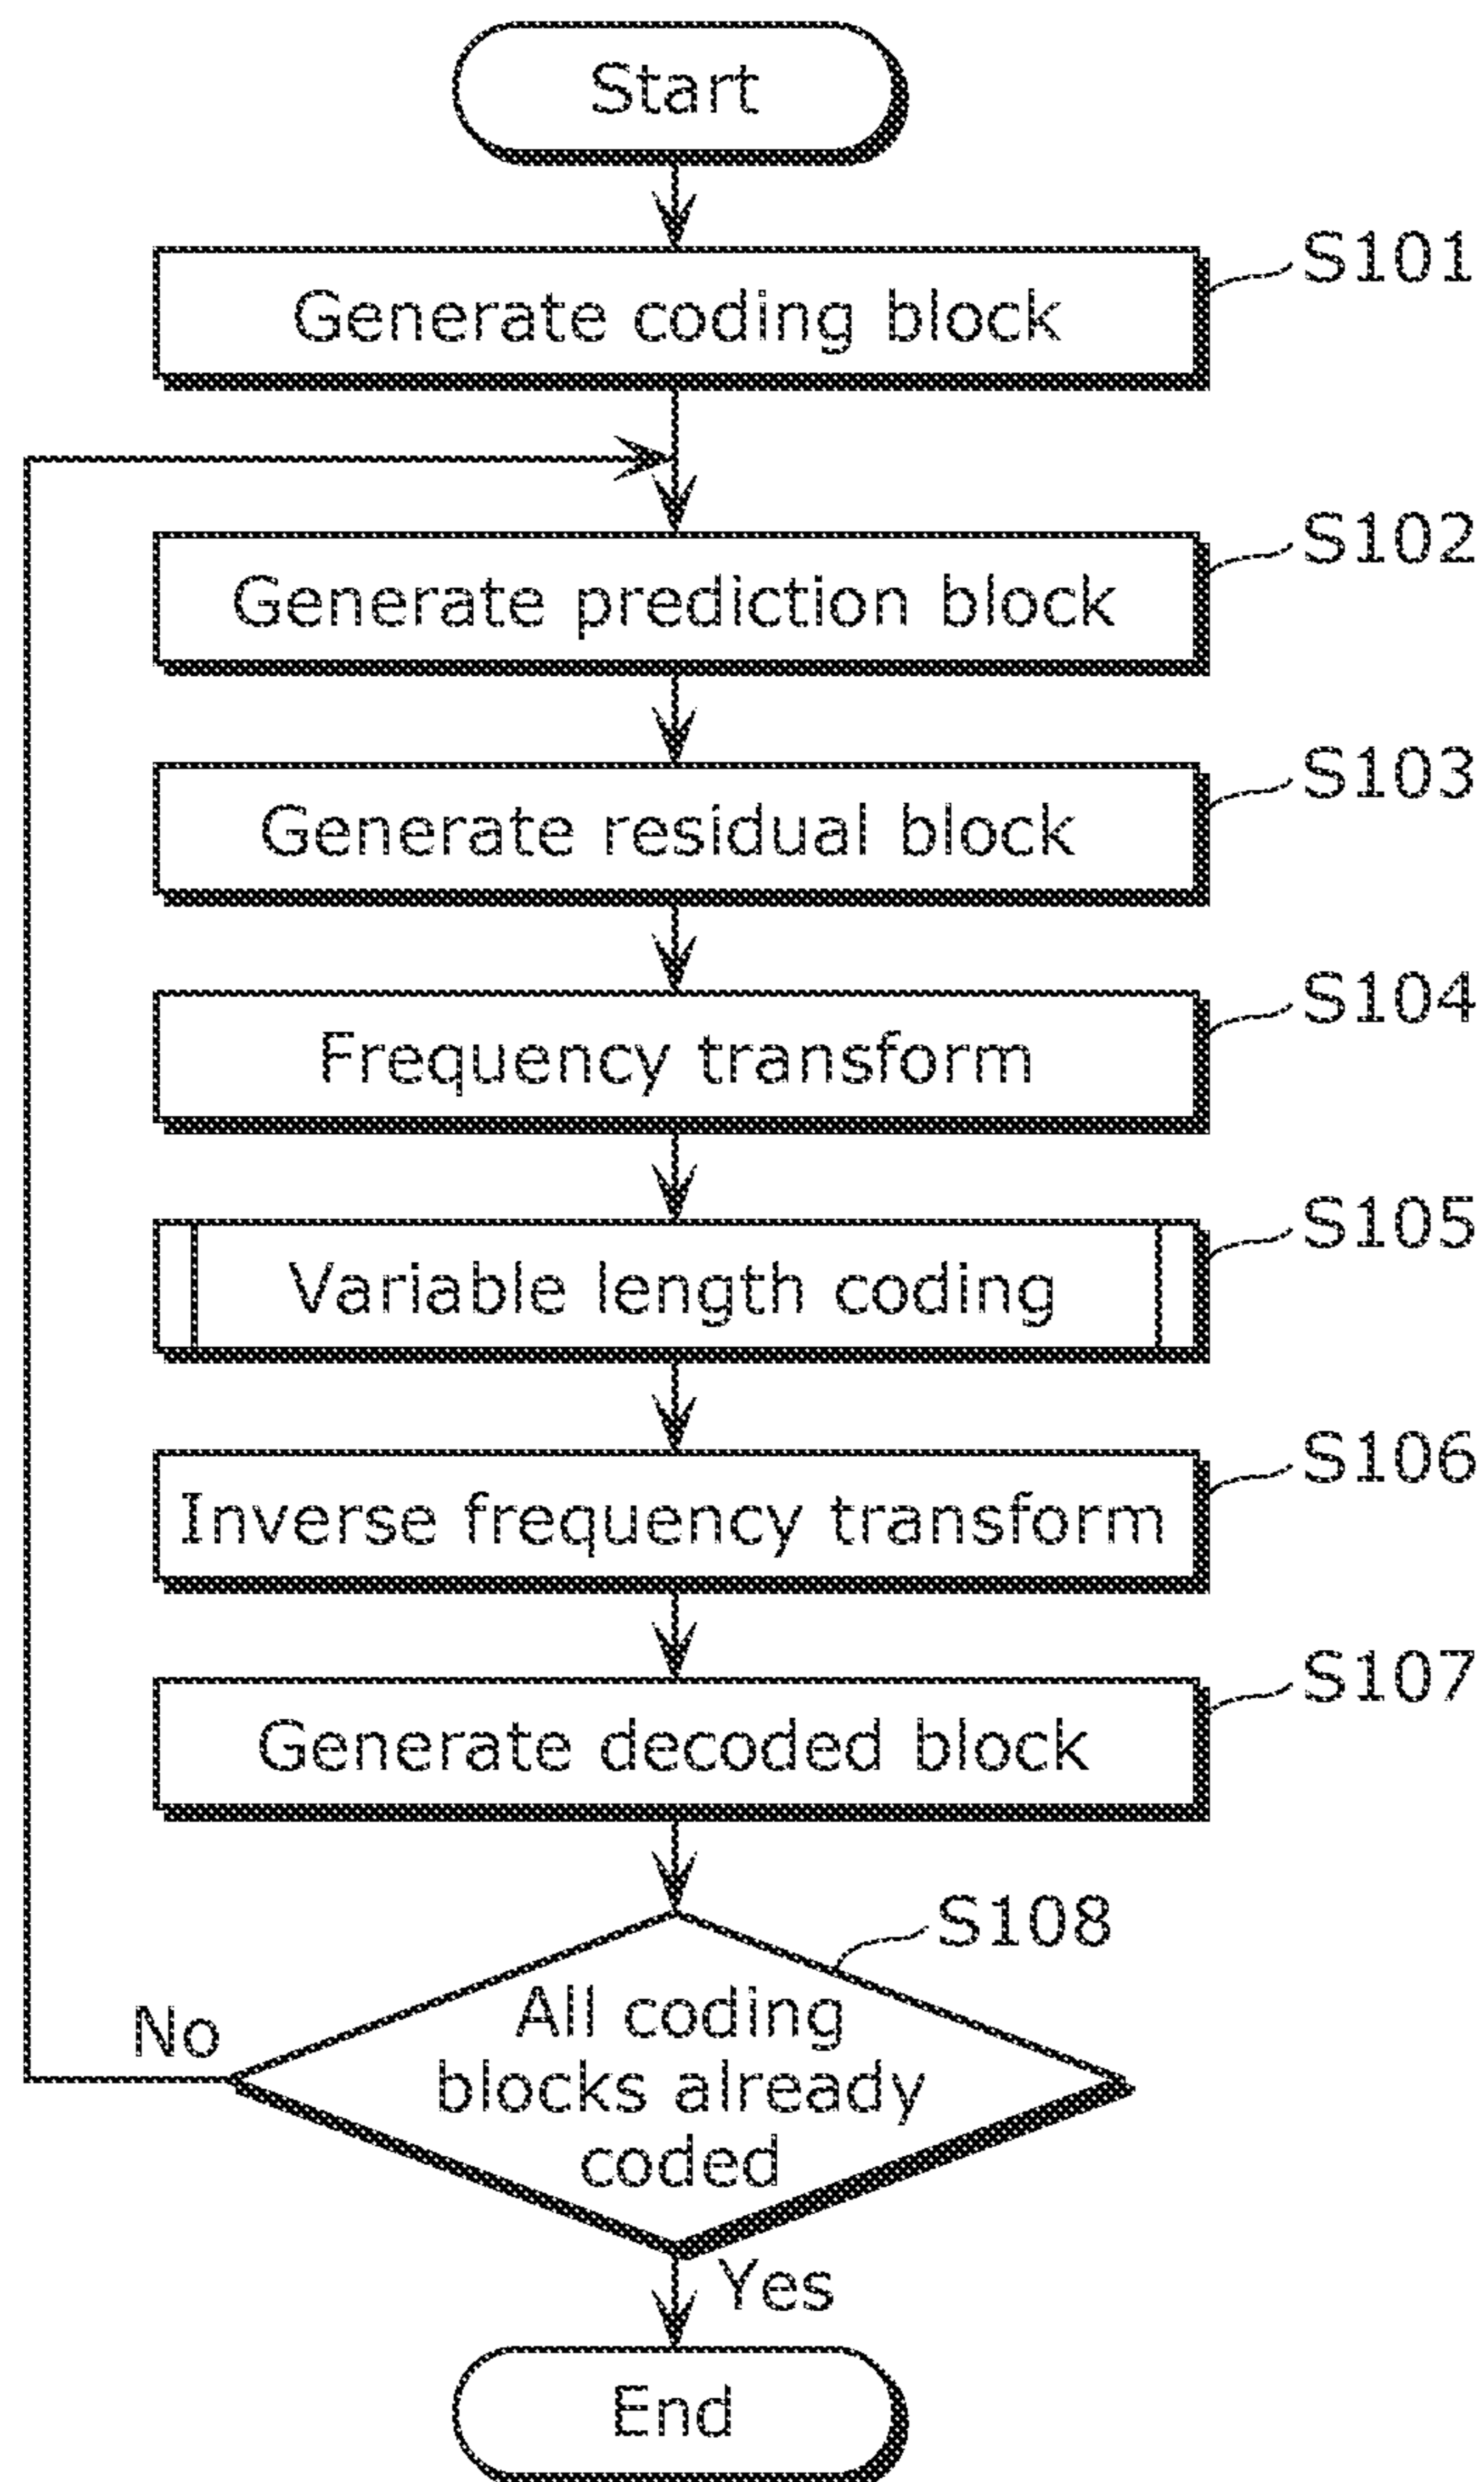 Start
Generate coding block
S101
Generate prediction block
S102
Generate residual block
S103
Frequency transform
S104
Variable length coding
S105
Inverse frequency transform
S106
Generate decoded block
S107
S108
All coding
blocks already
coded
No
Yes
End